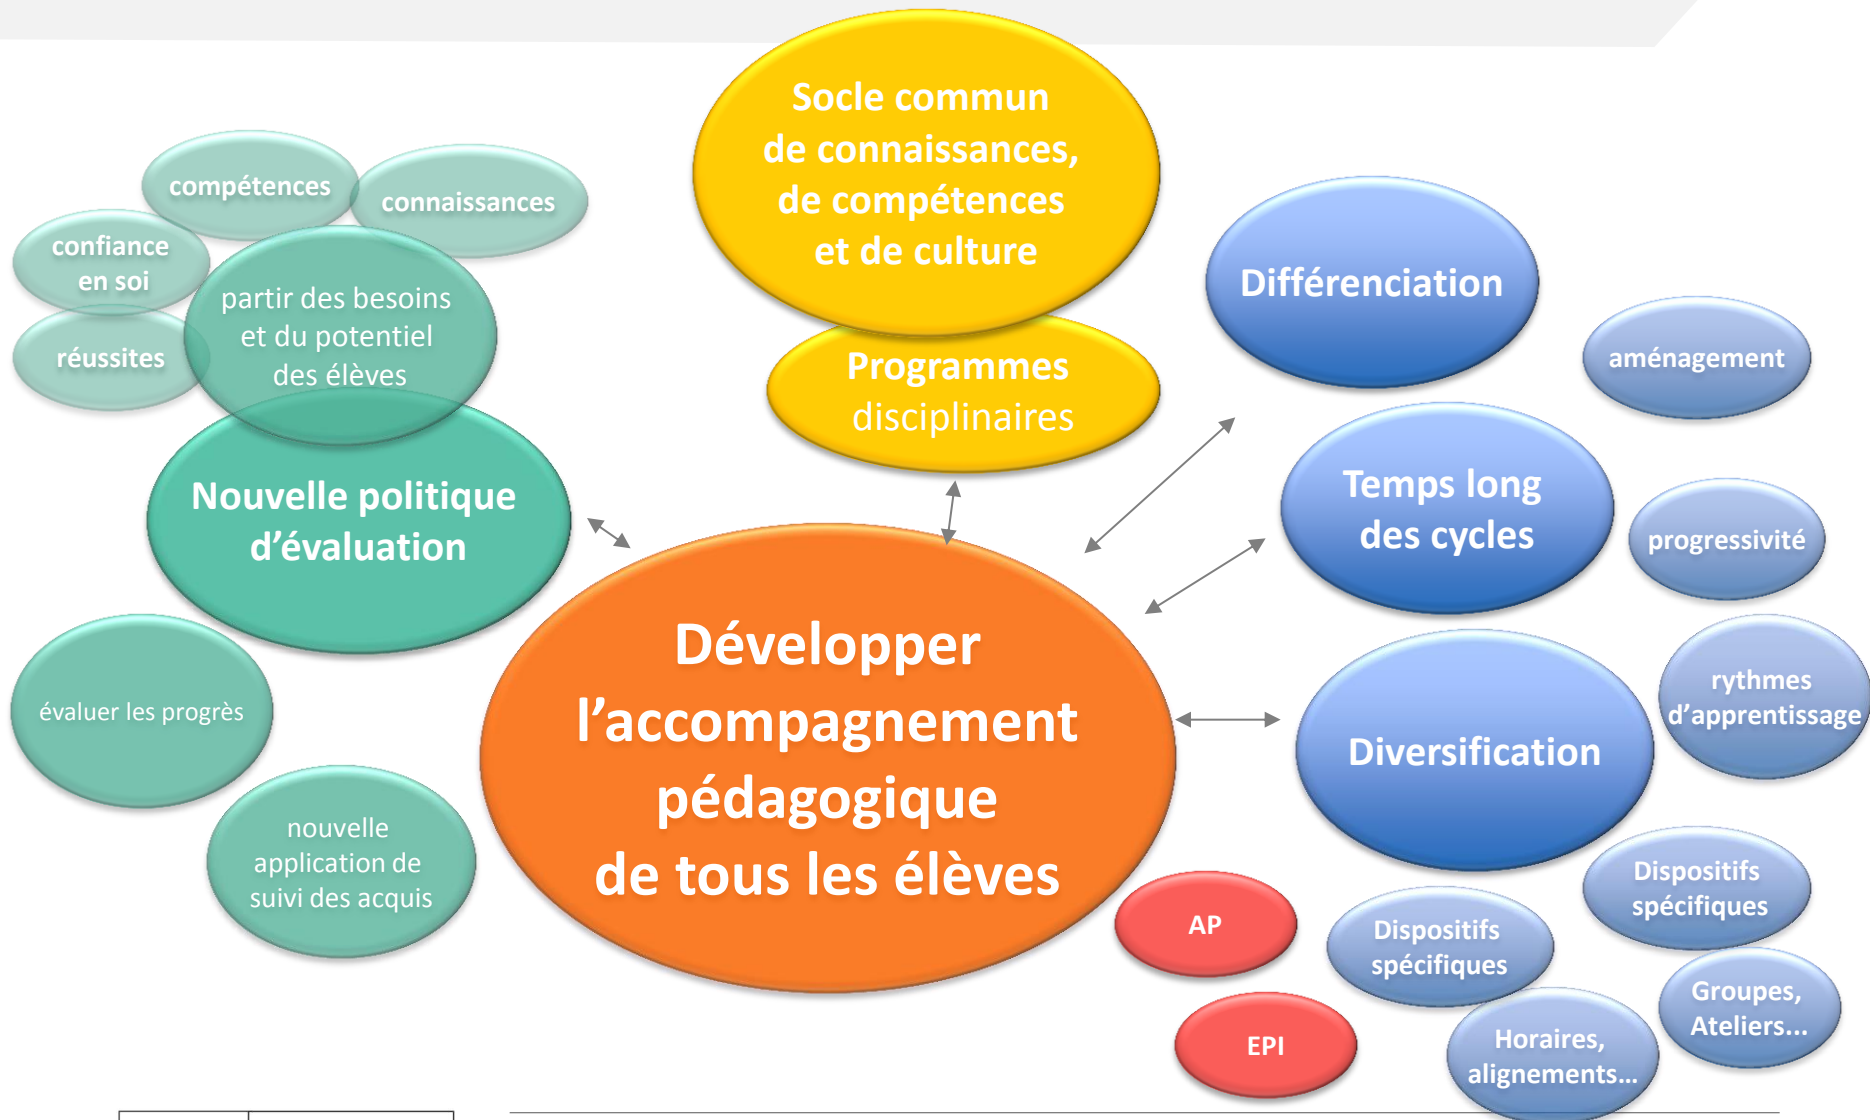 Socle commun
de connaissances,
de compétences
et de culture
Programmes
disciplinaires
compétences
connaissances
confiance
en soi
réussites
partir des besoins
et du potentiel
des élèves
Nouvelle politique
d’évaluation
évaluer les progrès
nouvelle
application de
suivi des acquis
Développer
l’accompagnement
pédagogique
de tous les élèves
Différenciation
aménagement
Temps long
des cycles
progressivité
rythmes
d’apprentissage
Diversification
Dispositifs
spécifiques
AP
Dispositifs
spécifiques
Groupes,
Ateliers...
EPI
Horaires,
alignements…